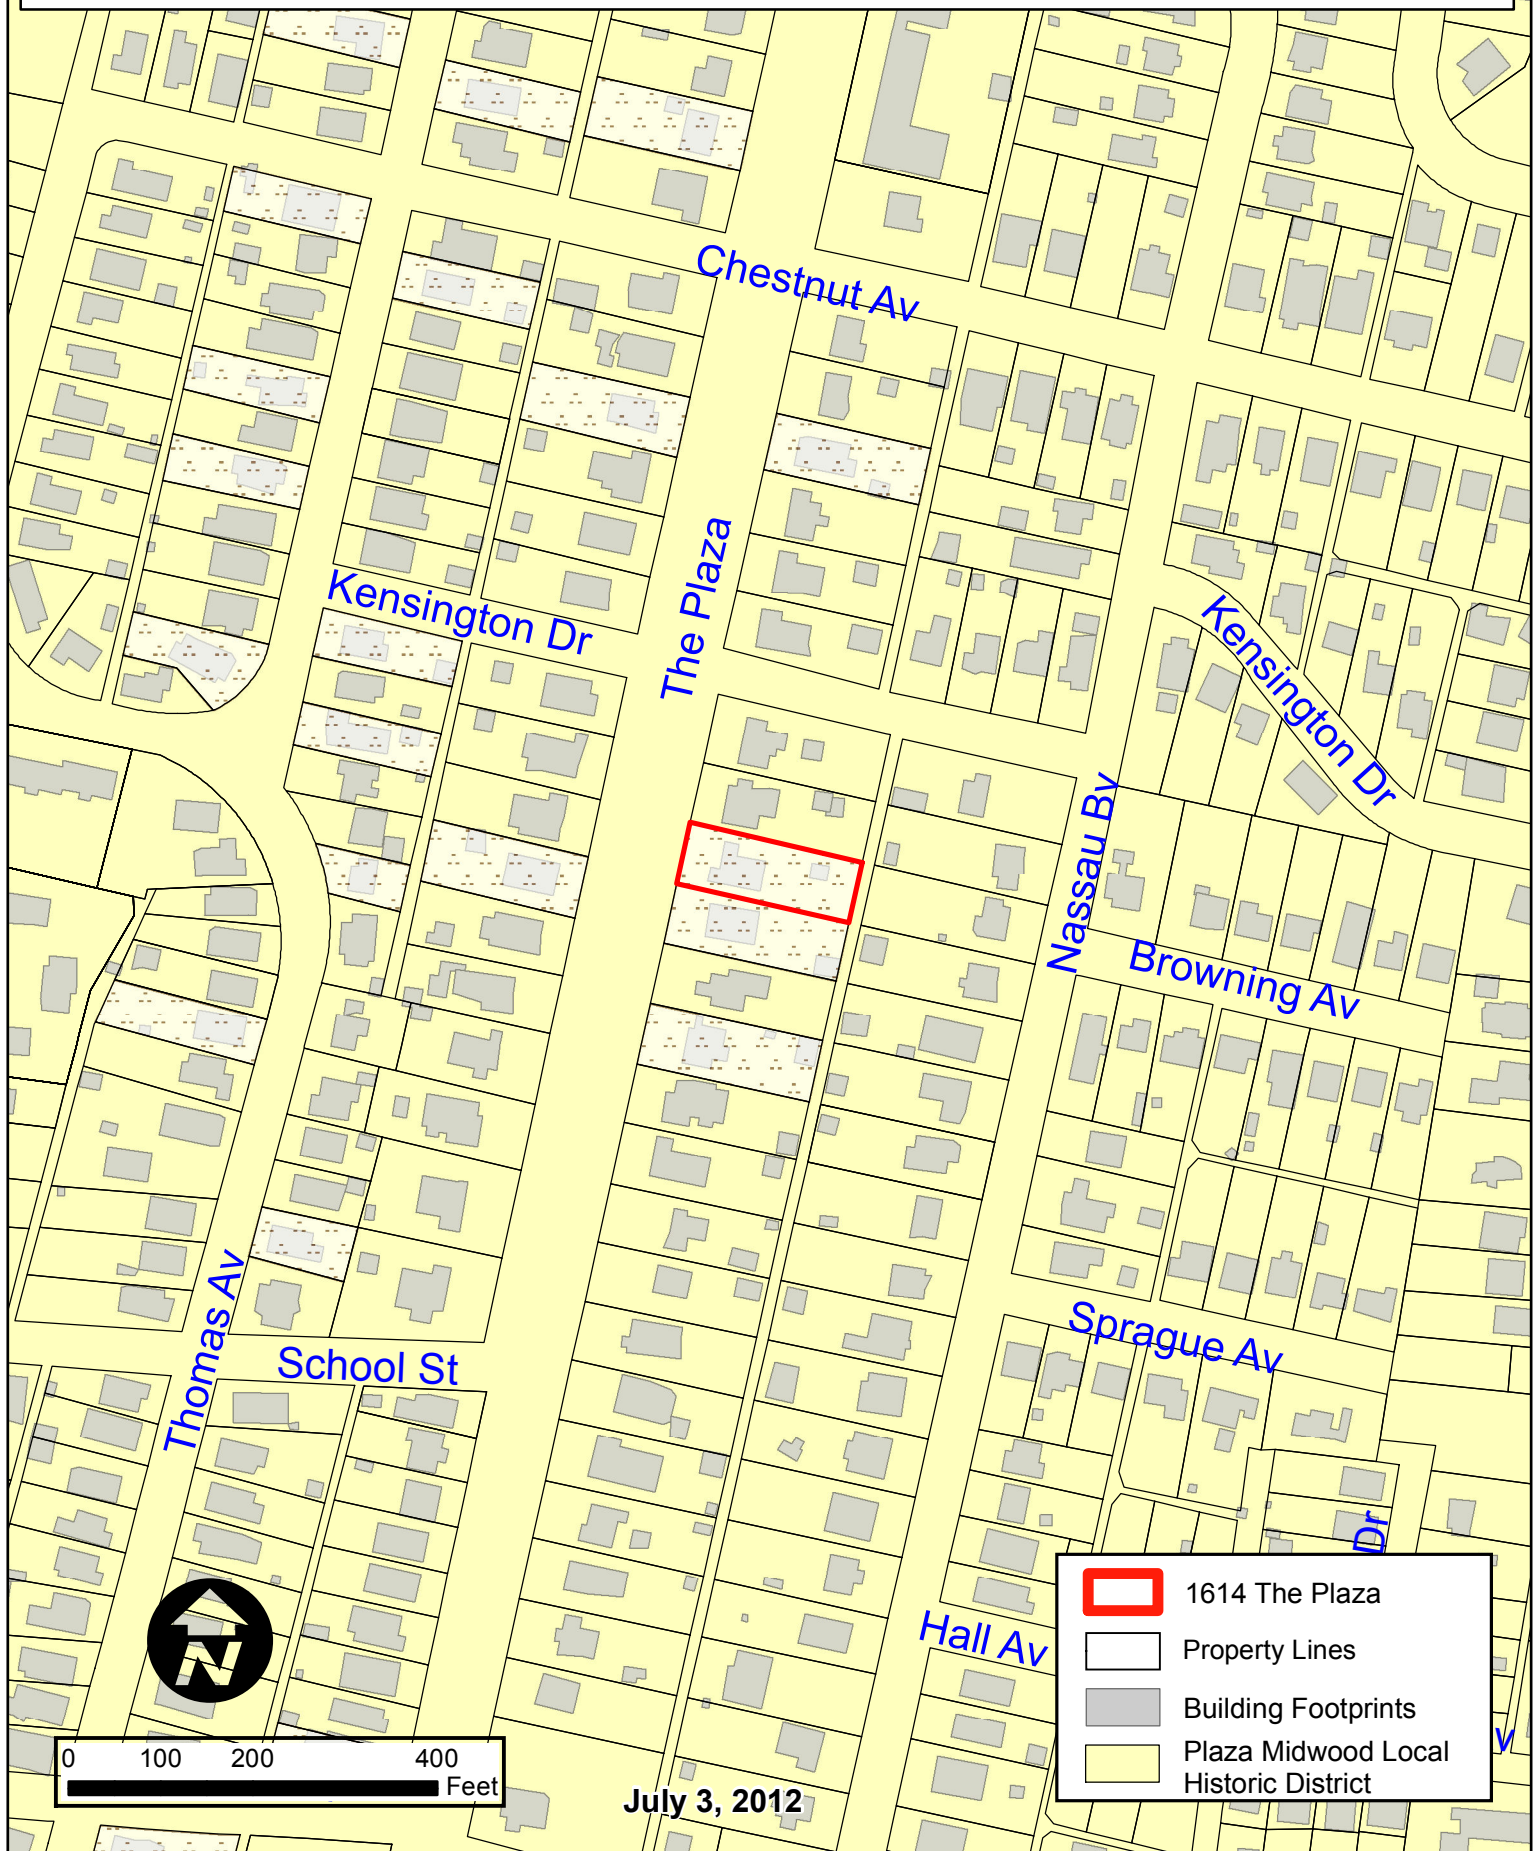 Chestnut Av
The Plaza
Kensington Dr
Kensington Dr
Nassau Bv
Browning Av
Thomas Av
School St
Sprague Av
Dr
Hall Av
v
N
0 100 200 400
Feet
July 3, 2012
1614 The Plaza
Property Lines
Building Footprints
Plaza Midwood Local
Historic District